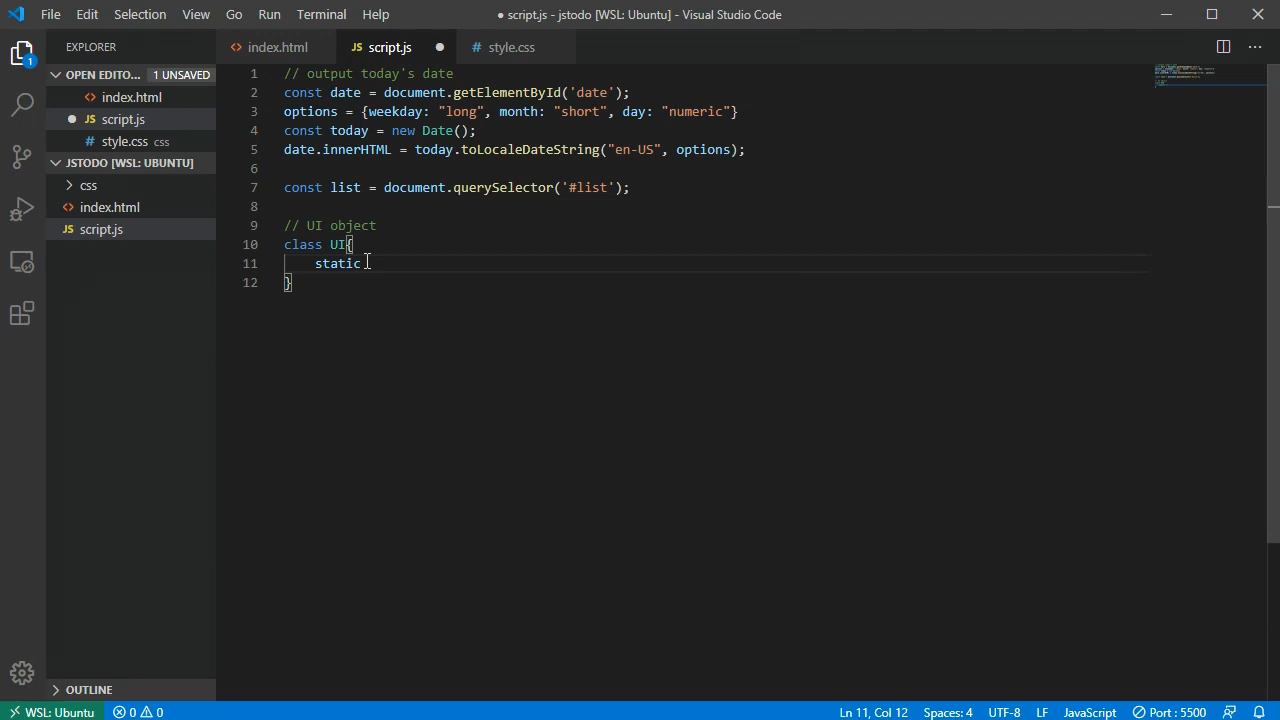 File Edit Selection View Go Run Terminal Help
● script.js - jstodo [WSL: Ubuntu] - Visual Studio Code
EXPLORER
index.html
JS script.js
# style.css
OPEN EDITO... 1 UNSAVED
index.html
JS script.js
# style.css css
JSTODO [WSL: UBUNTU]
css
index.html
JS script.js
OUTLINE
1
1 // output today's date
2 const date = document.getElementById('date');
3 options = {weekday: "long", month: "short", day: "numeric"}
4 const today = new Date();
5 date.innerHTML = today.toLocaleDateString("en-US", options);
6
7 const list = document.querySelector('#list');
8
9 // UI object
10 class UI{
11 static
12 }
WSL: Ubuntu 0 0 Ln 11, Col 12 Spaces: 4 UTF-8 LF JavaScript Port : 5500